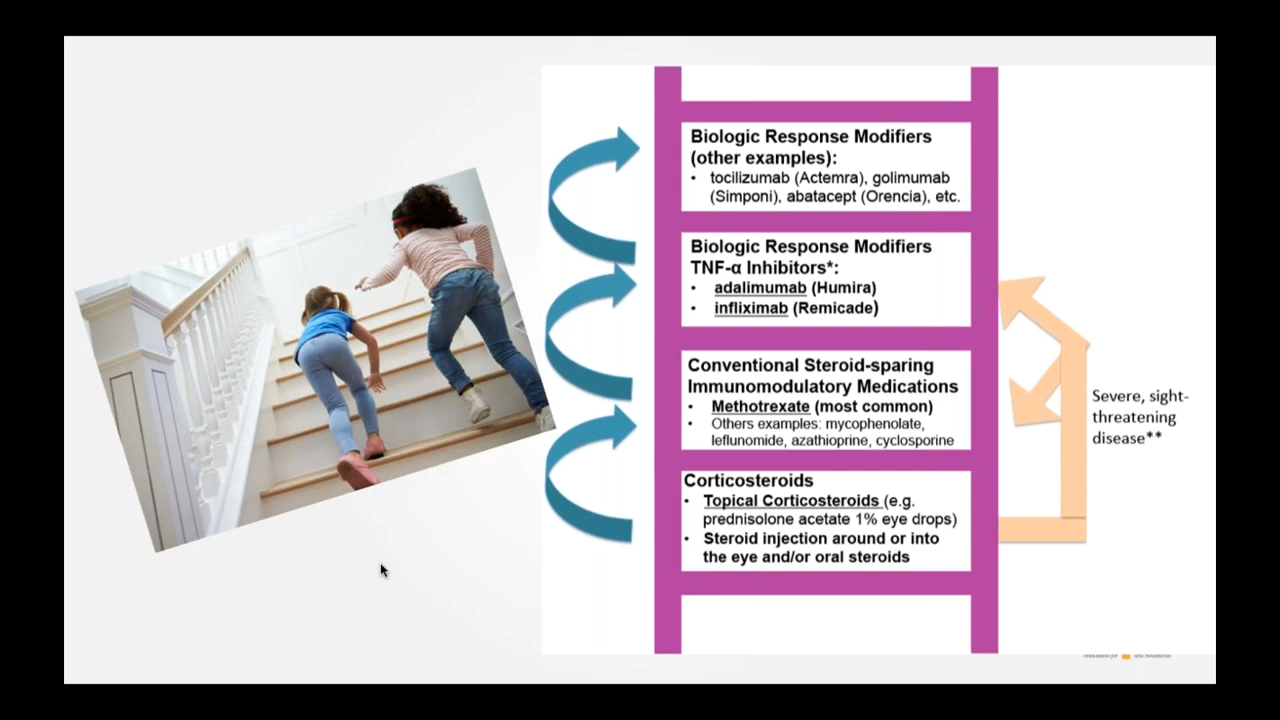 Biologic Response Modifiers
(other examples):
• tocilizumab (Actemra), golimumab
(Simponi), abatacept (Orencia), etc.
Biologic Response Modifiers
TNF-α Inhibitors*:
• adalimumab (Humira)
• infliximab (Remicade)
Conventional Steroid-sparing
Immunomodulatory Medications
• Methotrexate (most common)
• Others examples: mycophenolate,
leflunomide, azathioprine, cyclosporine
Corticosteroids
• Topical Corticosteroids (e.g.
prednisolone acetate 1% eye drops)
• Steroid injection around or into
the eye and/or oral steroids
Severe, sight-
threatening
disease**